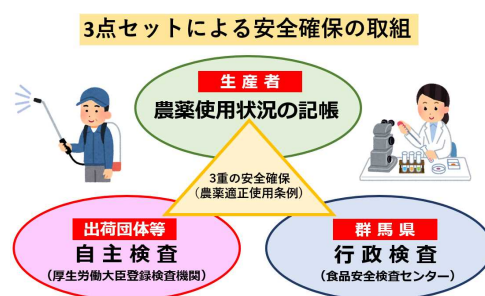 3点セットによる安全確保の取組
生産者
農薬使用状況の記帳
3重の安全確保
（農薬適正使用条例）
出荷団体等
自主検査
（厚生労働大臣登録検査機関）
群馬県
行政検査
（食品安全検査センター）